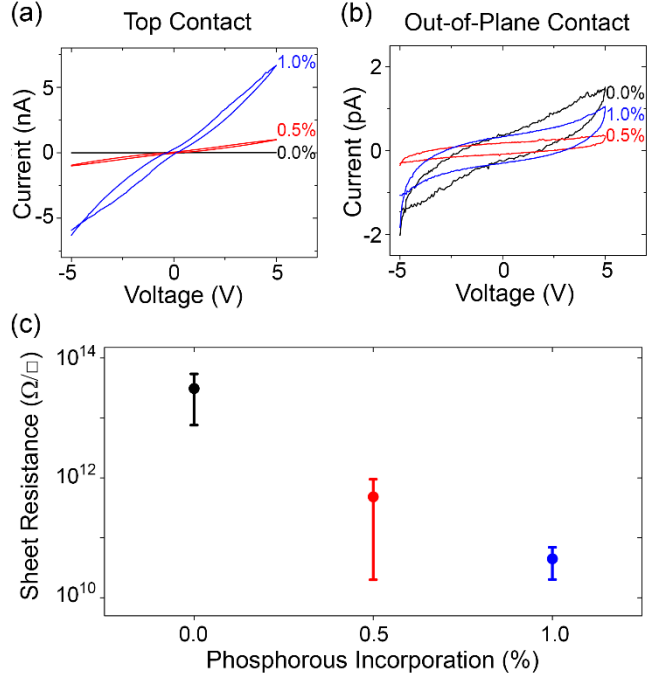 (a) Top Contact
(b) Out-of-Plane Contact
Current (nA)
5
0
-5
-5 0 5
Voltage (V)
1.0%
0.5%
0.0%
Current (pA)
2
0
-2
-5 0 5
Voltage (V)
0.0%
1.0%
0.5%
(c)
Sheet Resistance (Ω/□)
10^14
10^12
10^10
0.0 0.5 1.0
Phosphorous Incorporation (%)